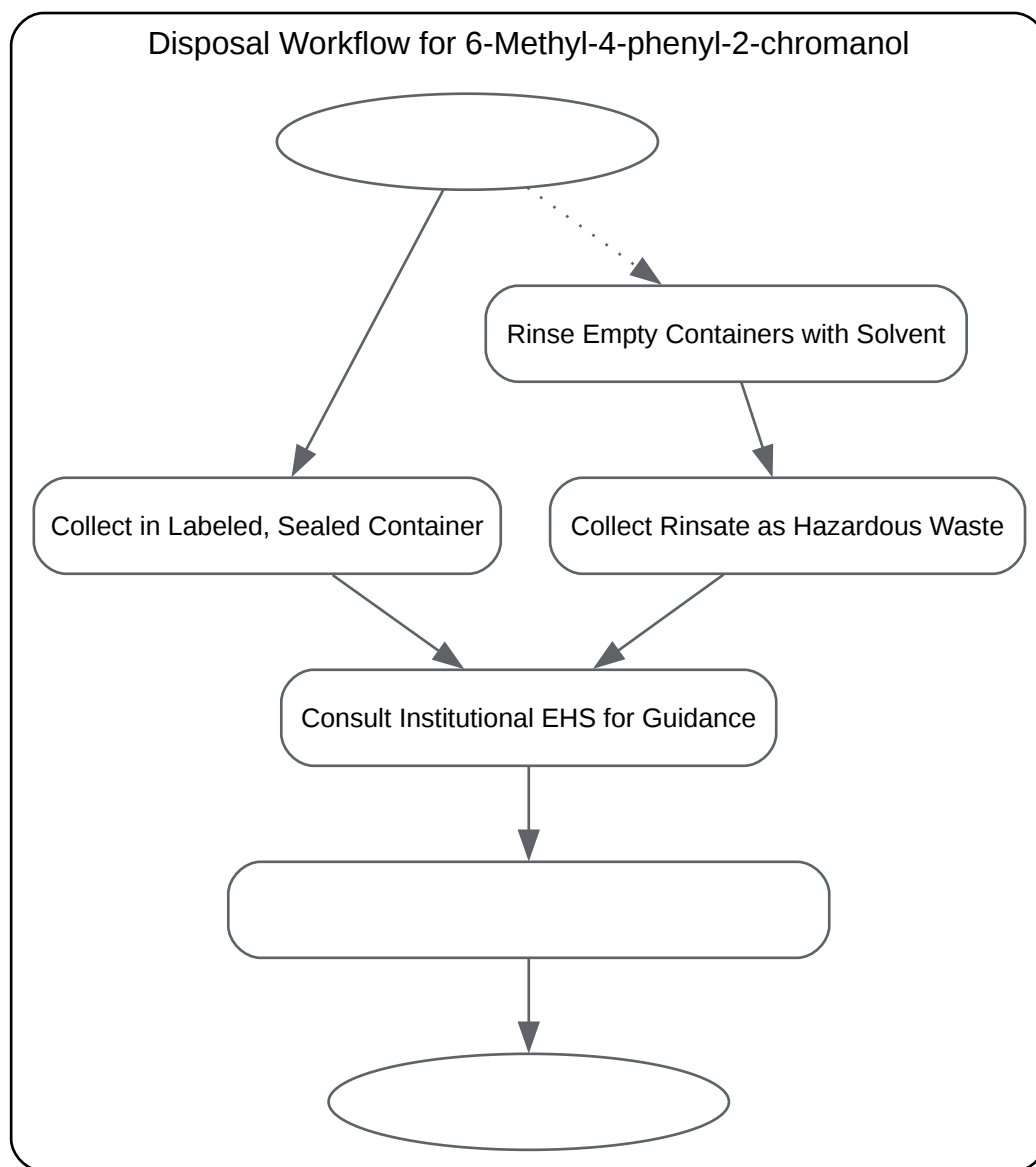 Disposal Workflow for 6-Methyl-4-phenyl-2-chromanol
Rinse Empty Containers with Solvent
Collect in Labeled, Sealed Container
Collect Rinsate as Hazardous Waste
Consult Institutional EHS for Guidance